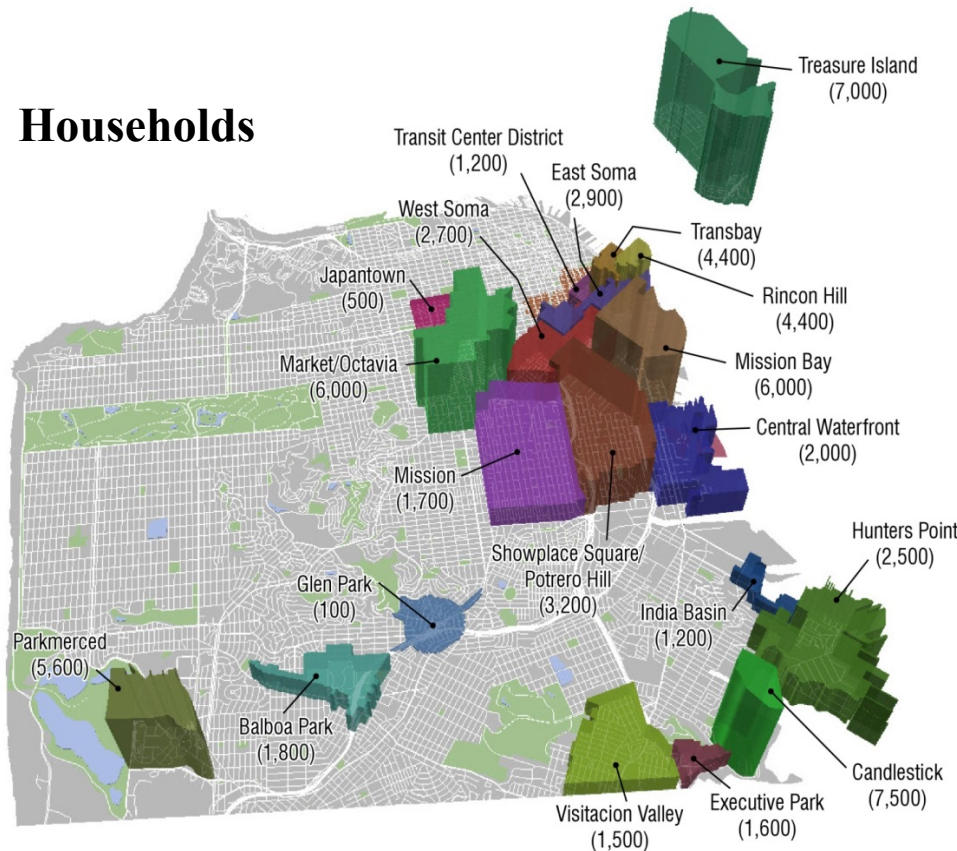 Households
Treasure Island
(7,000)
Transit Center District
(1,200)
East Soma
(2,900)
West Soma
(2,700)
Transbay
(4,400)
Japantown
(500)
Rincon Hill
(4,400)
Market/Octavia
(6,000)
Mission Bay
(6,000)
Central Waterfront
(2,000)
Mission
(1,700)
Hunters Point
(2,500)
Showplace Square/
Potrero Hill
(3,200)
Glen Park
(100)
India Basin
(1,200)
Parkmerced
(5,600)
Balboa Park
(1,800)
Candlestick
(7,500)
Executive Park
(1,600)
Visitacion Valley
(1,500)